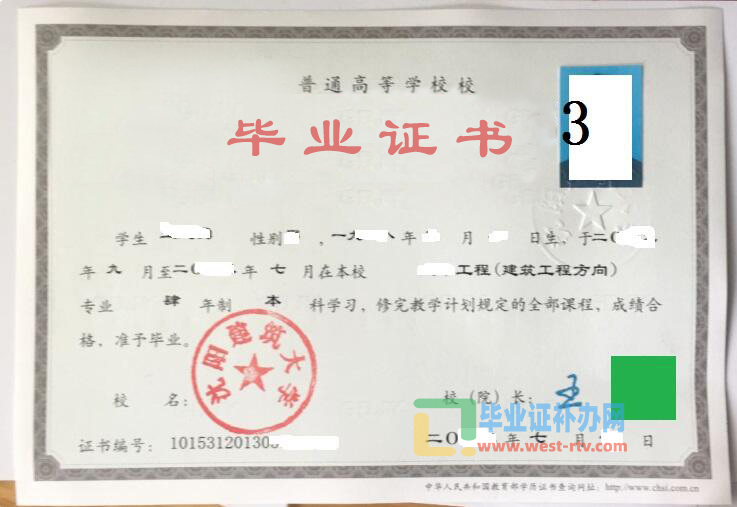 普通高等学校校
毕业证书
3
学生 性别 ,一九 八年 月 日生,于二〇
年九月至二〇 年七月在本校 工程(建筑工程方向)
专业 肆 年制 本 科学习,修完教学计划规定的全部课程,成绩合
格,准予毕业。
沈阳建筑大学
校 名: 校(院)长: 王
毕业证补办网
www.west-rtv.com
证书编号: 10153120130 二〇 年七月 日
中华人民共和国教育部学历证书查询网址: http://www.chsi.com.cn